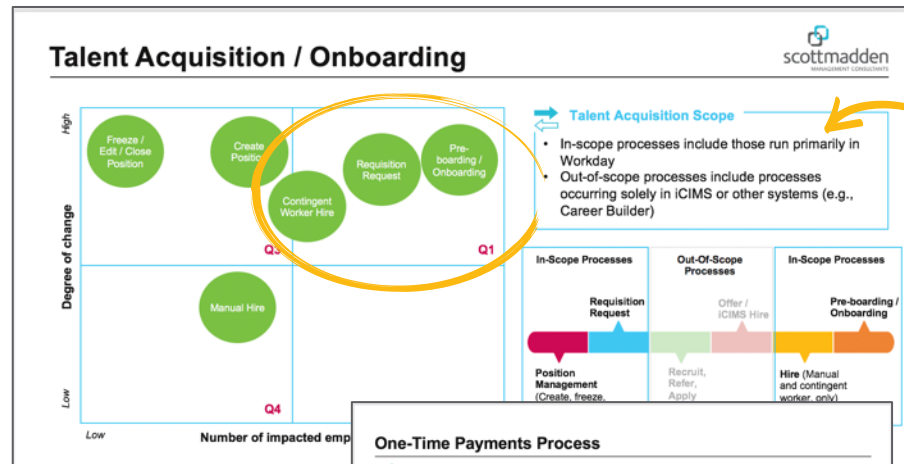 Talent Acquisition / Onboarding
scottmadden
MANAGEMENT CONSULTANTS
High
Degree of change
Low
Freeze /
Edit / Close
Position
Create
Position
Contingent
Worker Hire
Requisition
Request
Pre-
boarding /
Onboarding
Q3
Q1
Manual Hire
Q4
Low
Number of impacted emp
Talent Acquisition Scope
• In-scope processes include those run primarily in
Workday
• Out-of-scope processes include processes
occurring solely in iCIMS or other systems (e.g.,
Career Builder)
In-Scope Processes
Out-Of-Scope
Processes
In-Scope Processes
Requisition
Request
Offer /
iCIMS Hire
Pre-boarding /
Onboarding
Position
Management
(Create, freeze,
Recruit,
Refer,
Apply
Hire (Manual
and contingent
worker, only)
One-Time Payments Process